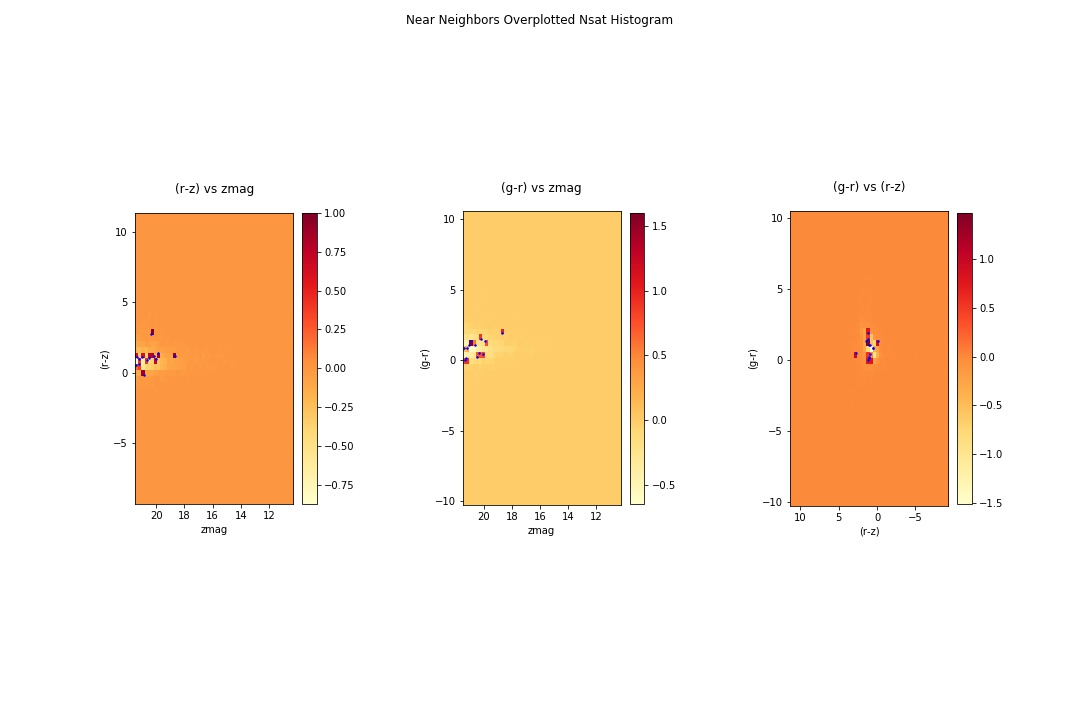 Near Neighbors Overplotted Nsat Histogram
(r-z) vs zmag
10
5
0
−5
(r-z)
20 18 16 14 12
zmag
1.00
0.75
0.50
0.25
0.00
−0.25
−0.50
−0.75
(g-r) vs zmag
10
5
0
−5
−10
(g-r)
20 18 16 14 12
zmag
1.5
1.0
0.5
0.0
−0.5
(g-r) vs (r-z)
10
5
0
−5
−10
(g-r)
10 5 0 −5
(r-z)
1.0
0.5
0.0
−0.5
−1.0
−1.5